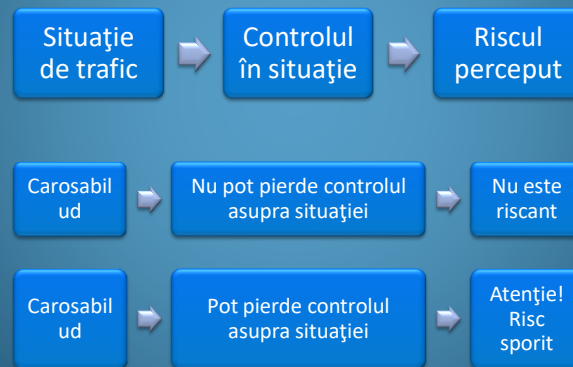 Situaţie
de trafic
Controlul
în situaţie
Riscul
perceput
Carosabil
ud
Nu pot pierde controlul
asupra situaţiei
Nu este
riscant
Carosabil
ud
Pot pierde controlul
asupra situaţiei
Atenţie!
Risc
sporit